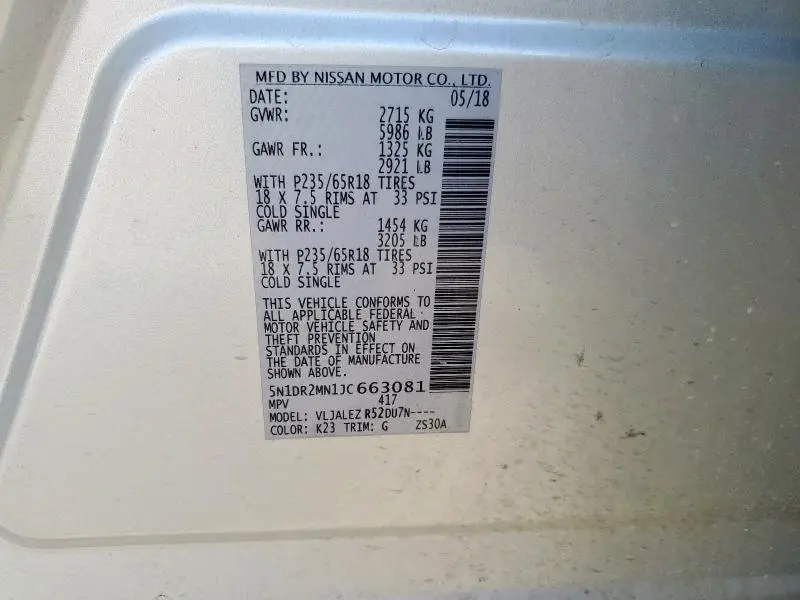 MFD BY NISSAN MOTOR CO., LTD.
DATE: 05/18
GVWR: 2715 KG
5986 LB
GAWR FR.: 1325 KG
2921 LB
WITH P235/65R18 TIRES
18 X 7.5 RIMS AT 33 PSI
COLD SINGLE
GAWR RR.: 1454 KG
3205 LB
WITH P235/65R18 TIRES
18 X 7.5 RIMS AT 33 PSI
COLD SINGLE
THIS VEHICLE CONFORMS TO
ALL APPLICABLE FEDERAL
MOTOR VEHICLE SAFETY AND
THEFT PREVENTION
STANDARDS IN EFFECT ON
THE DATE OF MANUFACTURE
SHOWN ABOVE.
5N1DR2MN1JC663081
MPV 417
MODEL: VLJALEZ R52DU7N----
COLOR: K23 TRIM: G ZS30A